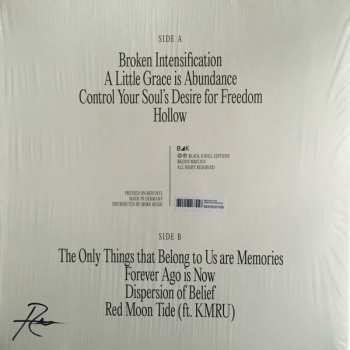 SIDE A
Broken Intensification
A Little Grace is Abundance
Control Your Soul's Desire for Freedom
Hollow
℗© BLACK KNOLL EDITIONS
ALL RIGHTS RESERVED
MADE IN GERMANY
SIDE B
The Only Things that Belong to Us are Memories
Forever Ago is Now
Dispersion of Belief
Red Moon Tide (ft. KMRU)